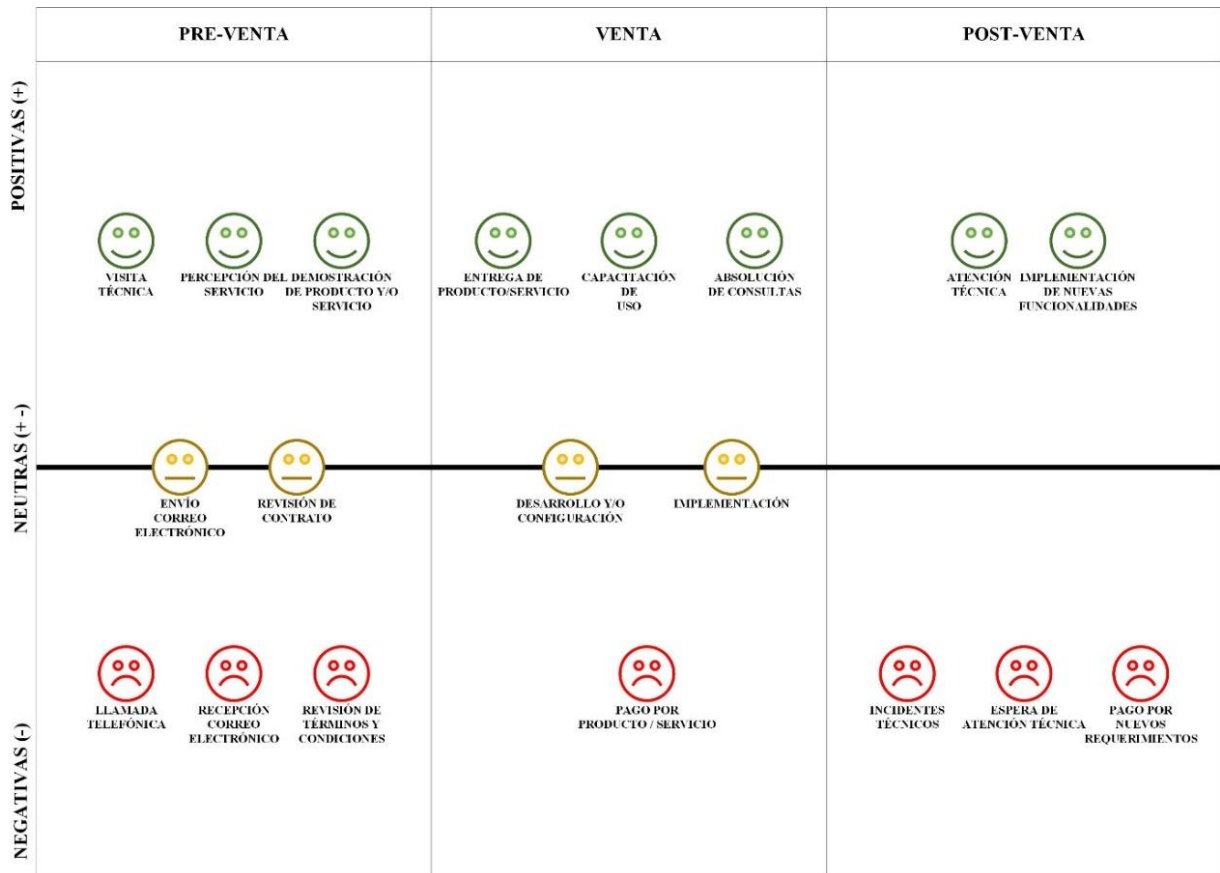 PRE-VENTA
VENTA
POST-VENTA
POSITIVAS (+)
VISITA
TÉCNICA
PERCEPCIÓN DEL
SERVICIO
DEMOSTRACIÓN
DE PRODUCTO Y/O
SERVICIO
ENTREGA DE
PRODUCTO/SERVICIO
CAPACITACIÓN
DE
USO
ABSOLUCIÓN
DE CONSULTAS
ATENCIÓN
TÉCNICA
IMPLEMENTACIÓN
DE NUEVAS
FUNCIONALIDADES
NEUTRAS (+ -)
ENVÍO
CORREO
ELECTRÓNICO
REVISIÓN DE
CONTRATO
DESARROLLO Y/O
CONFIGURACIÓN
IMPLEMENTACIÓN
NEGATIVAS (-)
LLAMADA
TELEFÓNICA
RECEPCIÓN
CORREO
ELECTRÓNICO
REVISIÓN DE
TÉRMINOS Y
CONDICIONES
PAGO POR
PRODUCTO / SERVICIO
INCIDENTES
TÉCNICOS
ESPERA DE
ATENCIÓN TÉCNICA
PAGO POR
NUEVOS
REQUERIMIENTOS